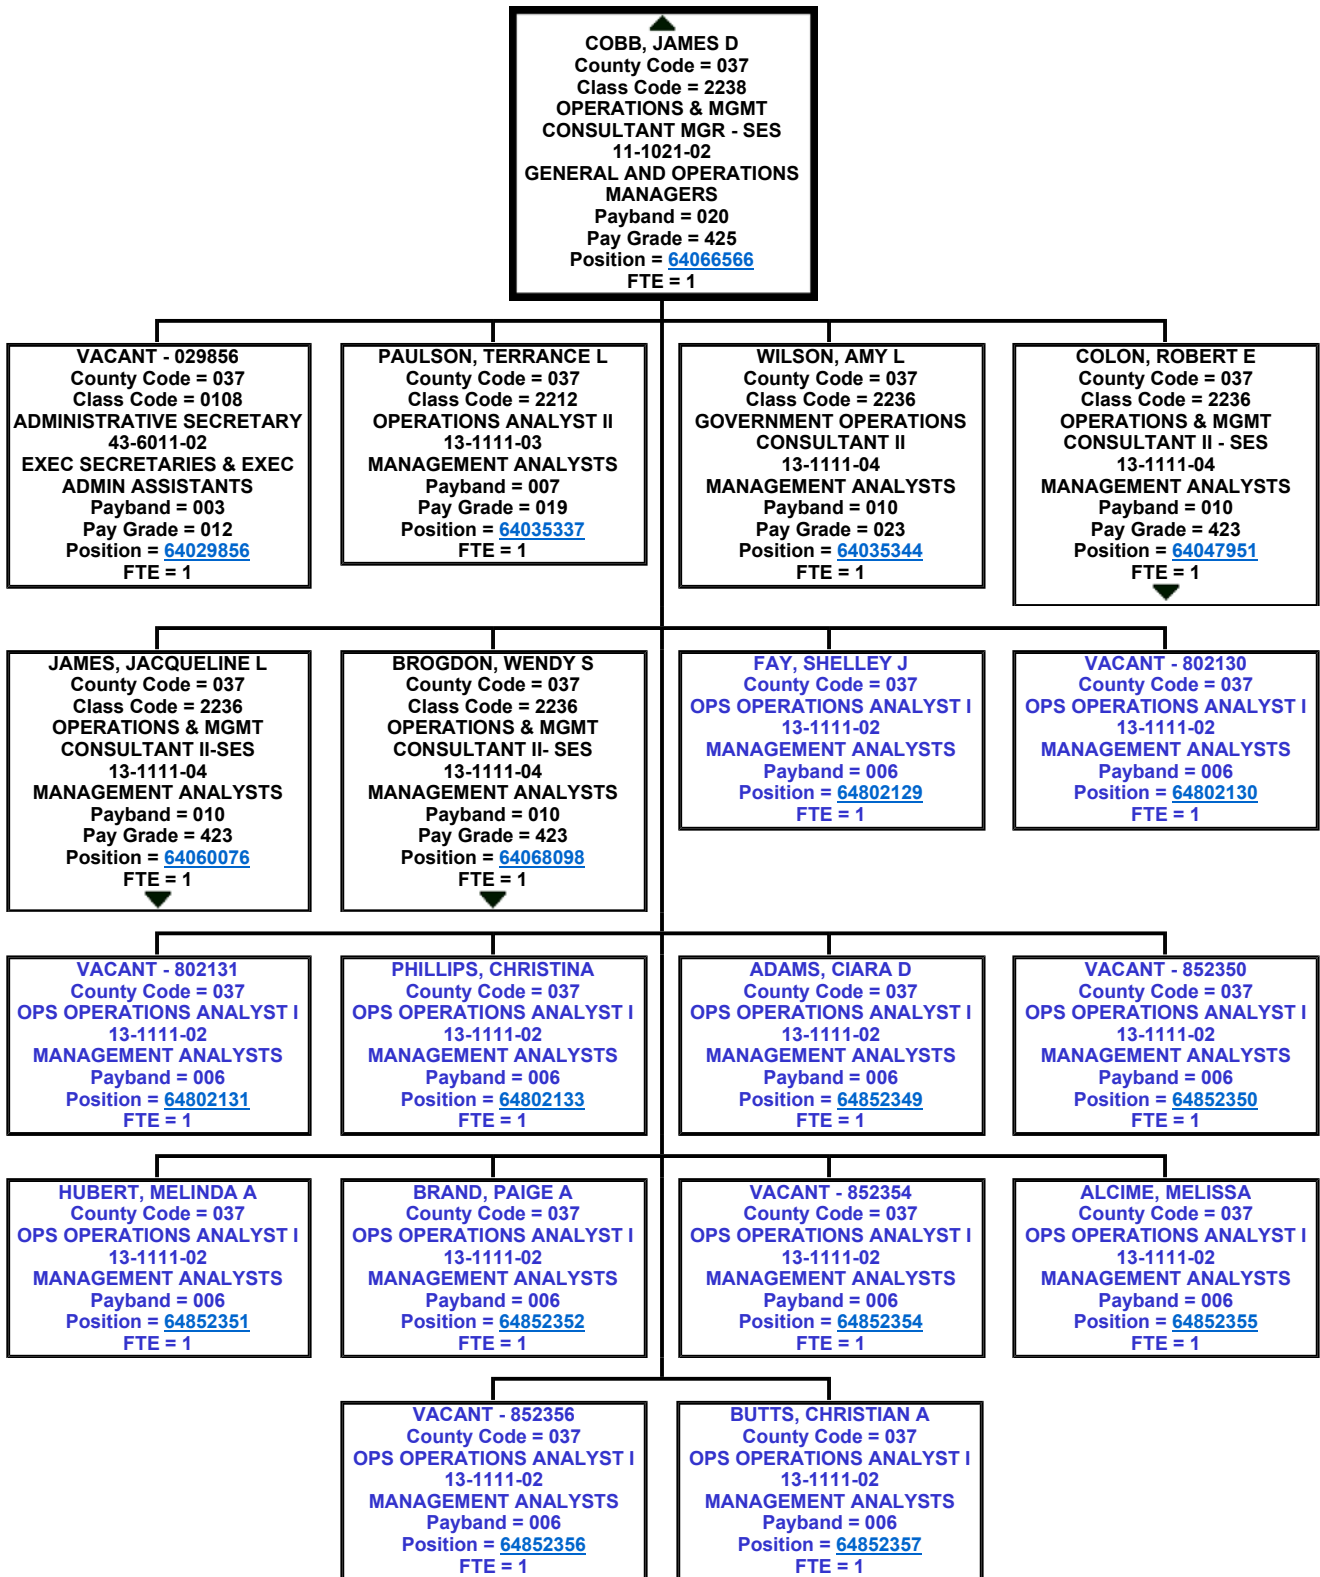 COBB, JAMES D
County Code = 037
Class Code = 2238
OPERATIONS & MGMT
CONSULTANT MGR - SES
11-1021-02
GENERAL AND OPERATIONS
MANAGERS
Payband = 020
Pay Grade = 425
Position = 64066566
FTE = 1
VACANT - 029856
County Code = 037
Class Code = 0108
ADMINISTRATIVE SECRETARY
43-6011-02
EXEC SECRETARIES & EXEC
ADMIN ASSISTANTS
Payband = 003
Pay Grade = 012
Position = 64029856
FTE = 1
PAULSON, TERRANCE L
County Code = 037
Class Code = 2212
OPERATIONS ANALYST II
13-1111-03
MANAGEMENT ANALYSTS
Payband = 007
Pay Grade = 019
Position = 64035337
FTE = 1
WILSON, AMY L
County Code = 037
Class Code = 2236
GOVERNMENT OPERATIONS
CONSULTANT II
13-1111-04
MANAGEMENT ANALYSTS
Payband = 010
Pay Grade = 023
Position = 64035344
FTE = 1
COLON, ROBERT E
County Code = 037
Class Code = 2236
OPERATIONS & MGMT
CONSULTANT II - SES
13-1111-04
MANAGEMENT ANALYSTS
Payband = 010
Pay Grade = 423
Position = 64047951
FTE = 1
JAMES, JACQUELINE L
County Code = 037
Class Code = 2236
OPERATIONS & MGMT
CONSULTANT II-SES
13-1111-04
MANAGEMENT ANALYSTS
Payband = 010
Pay Grade = 423
Position = 64060076
FTE = 1
BROGDON, WENDY S
County Code = 037
Class Code = 2236
OPERATIONS & MGMT
CONSULTANT II- SES
13-1111-04
MANAGEMENT ANALYSTS
Payband = 010
Pay Grade = 423
Position = 64068098
FTE = 1
FAY, SHELLEY J
County Code = 037
OPS OPERATIONS ANALYST I
13-1111-02
MANAGEMENT ANALYSTS
Payband = 006
Position = 64802129
FTE = 1
VACANT - 802130
County Code = 037
OPS OPERATIONS ANALYST I
13-1111-02
MANAGEMENT ANALYSTS
Payband = 006
Position = 64802130
FTE = 1
VACANT - 802131
County Code = 037
OPS OPERATIONS ANALYST I
13-1111-02
MANAGEMENT ANALYSTS
Payband = 006
Position = 64802131
FTE = 1
PHILLIPS, CHRISTINA
County Code = 037
OPS OPERATIONS ANALYST I
13-1111-02
MANAGEMENT ANALYSTS
Payband = 006
Position = 64802133
FTE = 1
ADAMS, CIARA D
County Code = 037
OPS OPERATIONS ANALYST I
13-1111-02
MANAGEMENT ANALYSTS
Payband = 006
Position = 64852349
FTE = 1
VACANT - 852350
County Code = 037
OPS OPERATIONS ANALYST I
13-1111-02
MANAGEMENT ANALYSTS
Payband = 006
Position = 64852350
FTE = 1
HUBERT, MELINDA A
County Code = 037
OPS OPERATIONS ANALYST I
13-1111-02
MANAGEMENT ANALYSTS
Payband = 006
Position = 64852351
FTE = 1
BRAND, PAIGE A
County Code = 037
OPS OPERATIONS ANALYST I
13-1111-02
MANAGEMENT ANALYSTS
Payband = 006
Position = 64852352
FTE = 1
VACANT - 852354
County Code = 037
OPS OPERATIONS ANALYST I
13-1111-02
MANAGEMENT ANALYSTS
Payband = 006
Position = 64852354
FTE = 1
ALCIME, MELISSA
County Code = 037
OPS OPERATIONS ANALYST I
13-1111-02
MANAGEMENT ANALYSTS
Payband = 006
Position = 64852355
FTE = 1
VACANT - 852356
County Code = 037
OPS OPERATIONS ANALYST I
13-1111-02
MANAGEMENT ANALYSTS
Payband = 006
Position = 64852356
FTE = 1
BUTTS, CHRISTIAN A
County Code = 037
OPS OPERATIONS ANALYST I
13-1111-02
MANAGEMENT ANALYSTS
Payband = 006
Position = 64852357
FTE = 1